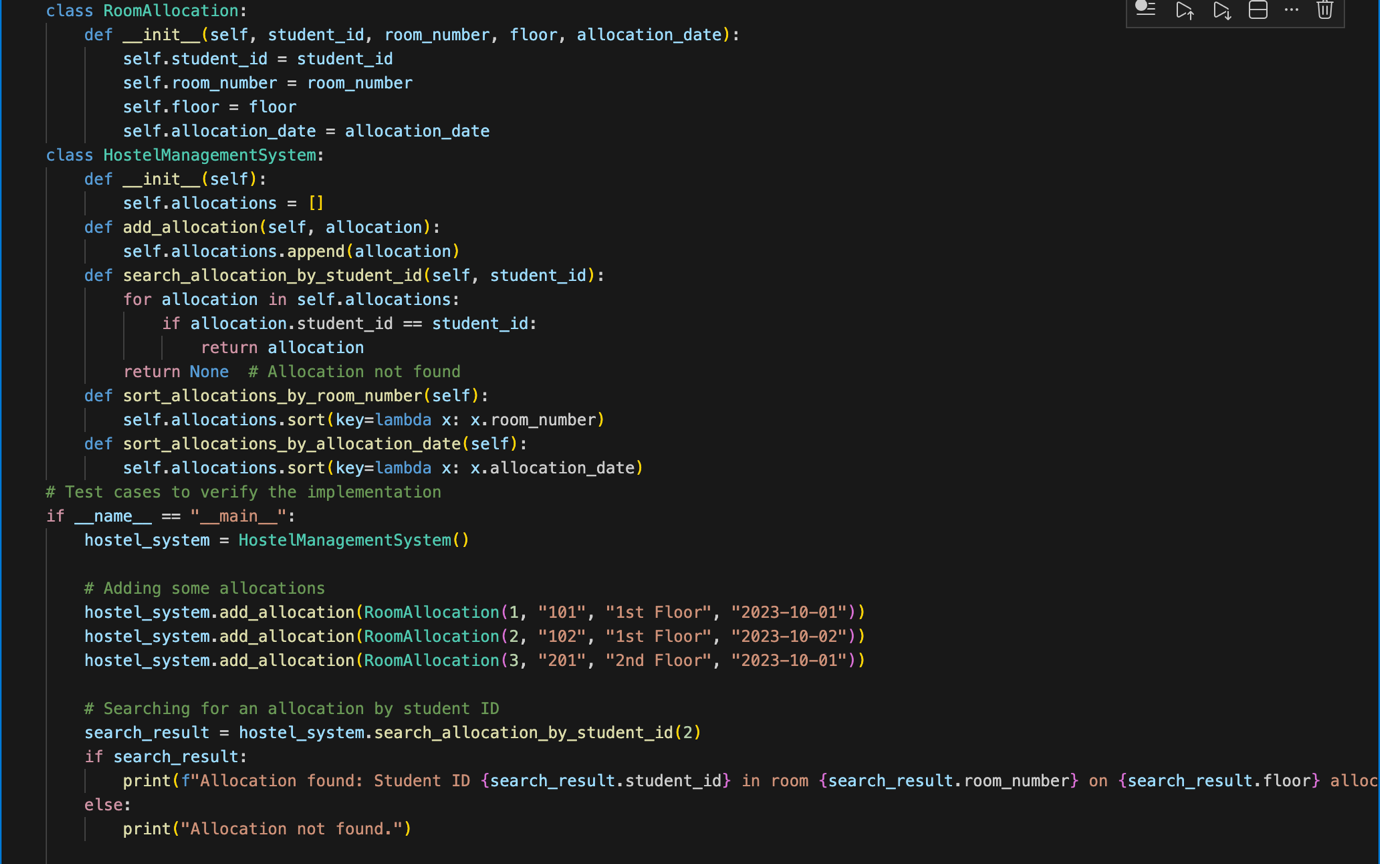 class RoomAllocation:
    def __init__(self, student_id, room_number, floor, allocation_date):
        self.student_id = student_id
        self.room_number = room_number
        self.floor = floor
        self.allocation_date = allocation_date
class HostelManagementSystem:
    def __init__(self):
        self.allocations = []
    def add_allocation(self, allocation):
        self.allocations.append(allocation)
    def search_allocation_by_student_id(self, student_id):
        for allocation in self.allocations:
            if allocation.student_id == student_id:
                return allocation
        return None  # Allocation not found
    def sort_allocations_by_room_number(self):
        self.allocations.sort(key=lambda x: x.room_number)
    def sort_allocations_by_allocation_date(self):
        self.allocations.sort(key=lambda x: x.allocation_date)
# Test cases to verify the implementation
if __name__ == "__main__":
    hostel_system = HostelManagementSystem()

    # Adding some allocations
    hostel_system.add_allocation(RoomAllocation(1, "101", "1st Floor", "2023-10-01"))
    hostel_system.add_allocation(RoomAllocation(2, "102", "1st Floor", "2023-10-02"))
    hostel_system.add_allocation(RoomAllocation(3, "201", "2nd Floor", "2023-10-01"))

    # Searching for an allocation by student ID
    search_result = hostel_system.search_allocation_by_student_id(2)
    if search_result:
        print(f"Allocation found: Student ID {search_result.student_id} in room {search_result.room_number} on {search_result.floor} alloc
    else:
        print("Allocation not found.")